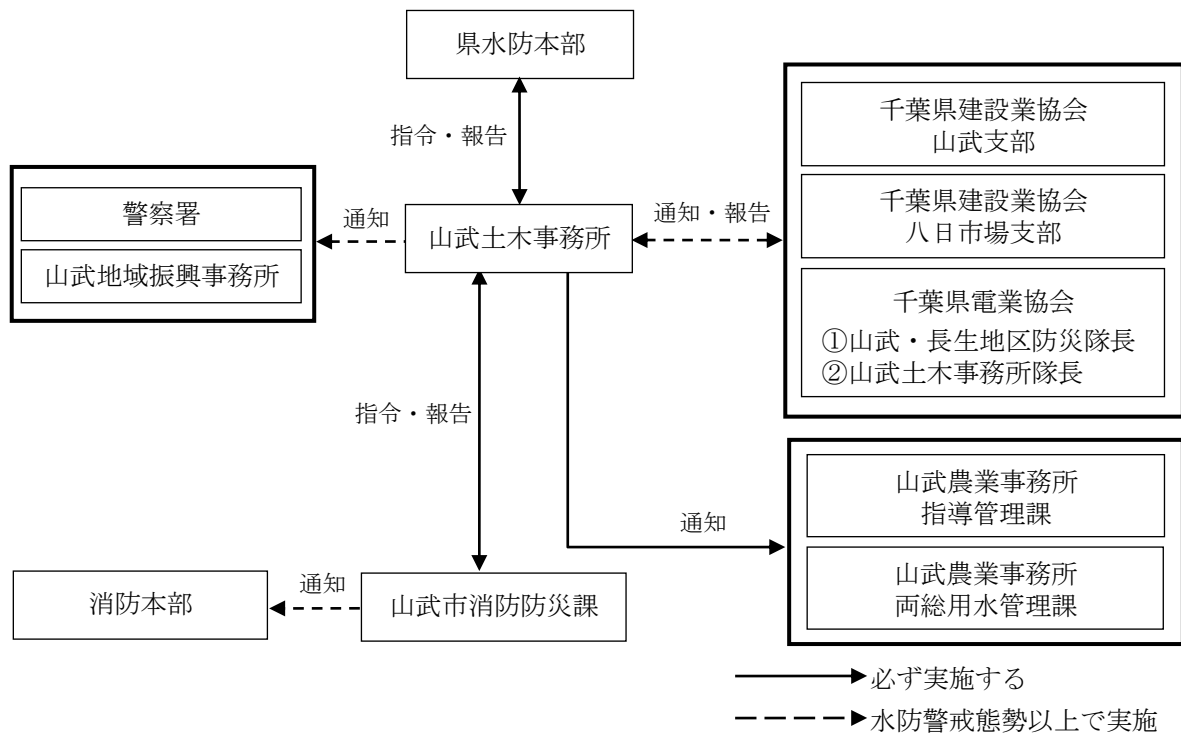 県水防本部
指令・報告
千葉県建設業協会
山武支部
千葉県建設業協会
八日市場支部
千葉県電業協会
①山武・長生地区防災隊長
②山武土木事務所隊長
警察署
山武地域振興事務所
通知
山武土木事務所
通知・報告
指令・報告
通知
山武農業事務所
指導管理課
山武農業事務所
両総用水管理課
消防本部
通知
山武市消防防災課
必ず実施する
水防警戒態勢以上で実施